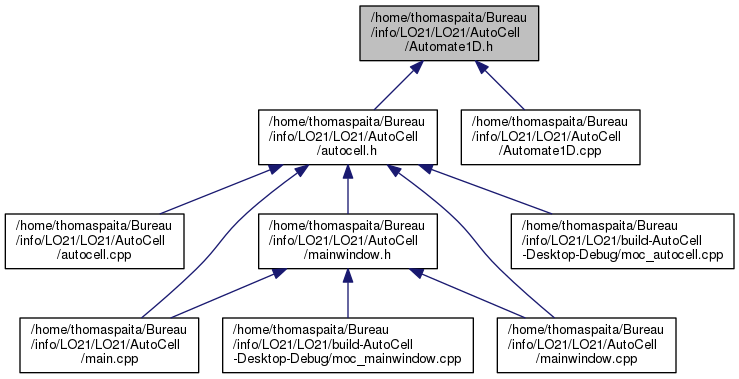 /home/thomaspaita/Bureau
/info/LO21/LO21/AutoCell
/Automate1D.h
/home/thomaspaita/Bureau
/info/LO21/LO21/AutoCell
/autocell.h
/home/thomaspaita/Bureau
/info/LO21/LO21/AutoCell
/Automate1D.cpp
/home/thomaspaita/Bureau
/info/LO21/LO21/AutoCell
/autocell.cpp
/home/thomaspaita/Bureau
/info/LO21/LO21/AutoCell
/mainwindow.h
/home/thomaspaita/Bureau
/info/LO21/LO21/build-AutoCell
-Desktop-Debug/moc_autocell.cpp
/home/thomaspaita/Bureau
/info/LO21/LO21/AutoCell
/main.cpp
/home/thomaspaita/Bureau
/info/LO21/LO21/build-AutoCell
-Desktop-Debug/moc_mainwindow.cpp
/home/thomaspaita/Bureau
/info/LO21/LO21/AutoCell
/mainwindow.cpp